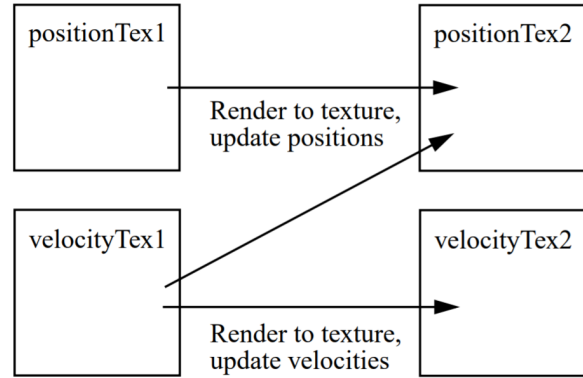 positionTex1
positionTex2
Render to texture,
update positions
velocityTex1
velocityTex2
Render to texture,
update velocities